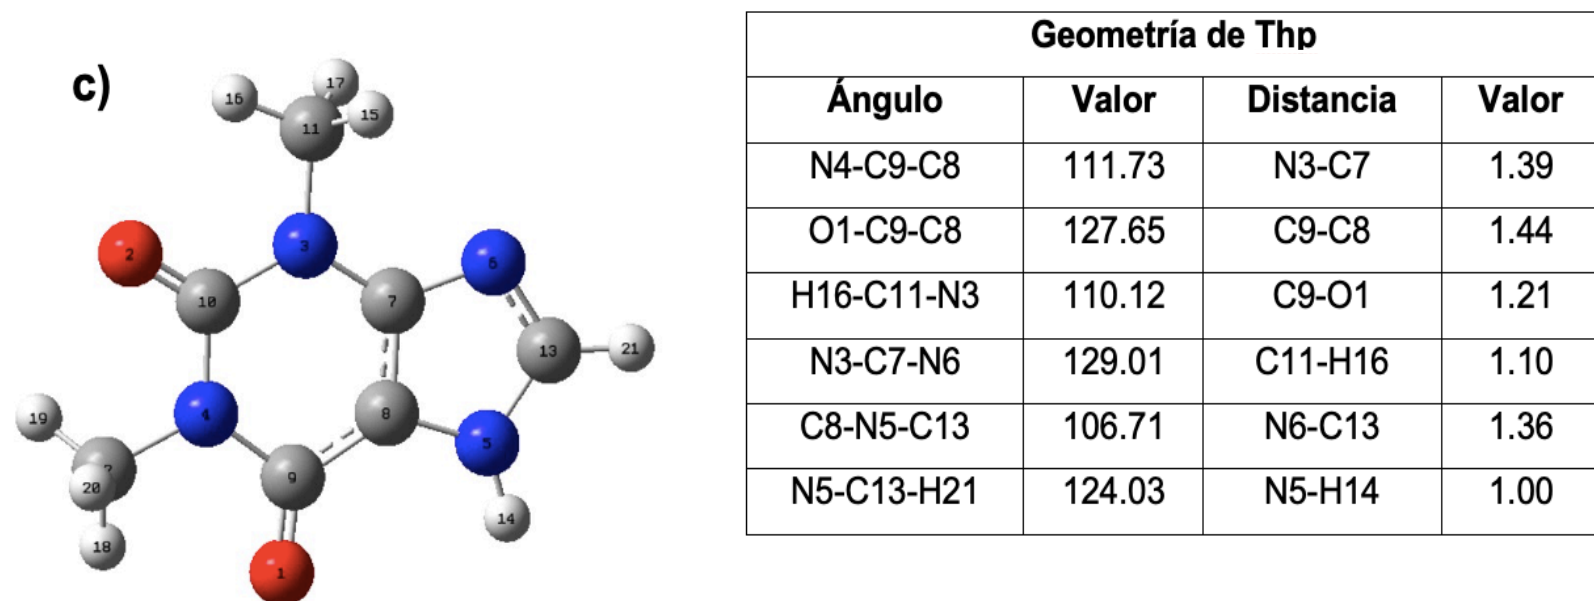 c)
17
16
15
11
3
2
6
10
7
13
21
4
8
19
5
9
20
14
18
1
Geometría de Thp
Ángulo Valor Distancia Valor
N4-C9-C8 111.73 N3-C7 1.39
O1-C9-C8 127.65 C9-C8 1.44
H16-C11-N3 110.12 C9-O1 1.21
N3-C7-N6 129.01 C11-H16 1.10
C8-N5-C13 106.71 N6-C13 1.36
N5-C13-H21 124.03 N5-H14 1.00